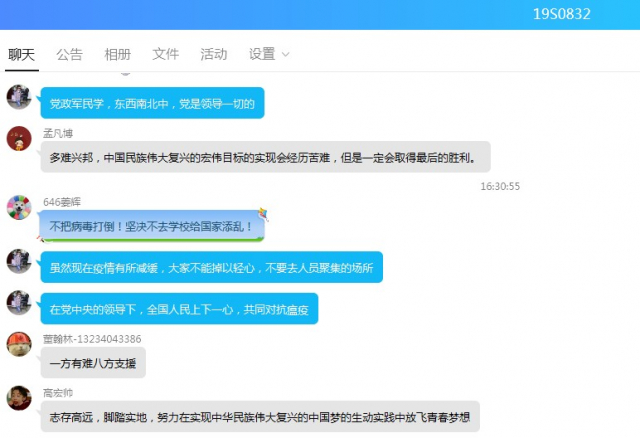 19S0832
聊天 公告 相册 文件 活动 设置
党政军民学，东西南北中，党是领导一切的
孟凡博
多难兴邦，中国民族伟大复兴的宏伟目标的实现会经历苦难，但是一定会取得最后的胜利。
16:30:55
646姜辉
不把病毒打倒！坚决不去学校给国家添乱！
虽然现在疫情有所减缓，大家不能掉以轻心，不要去人员聚集的场所
在党中央的领导下，全国人民上下一心，共同对抗瘟疫
董翰林-13234043386
一方有难八方支援
高宏帅
志存高远，脚踏实地，努力在实现中华民族伟大复兴的中国梦的生动实践中放飞青春梦想